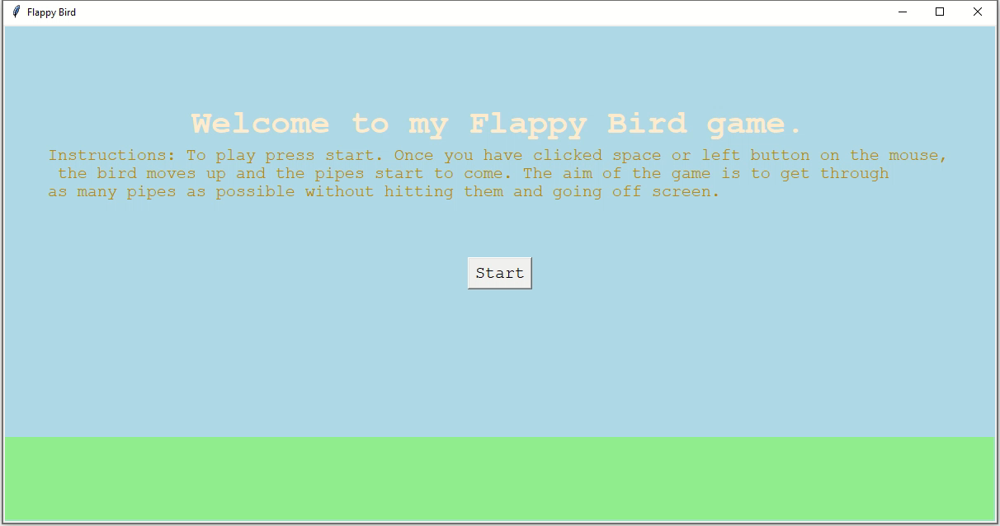 Flappy Bird
Welcome to my Flappy Bird game.
Instructions: To play press start. Once you have clicked space or left button on the mouse,
the bird moves up and the pipes start to come. The aim of the game is to get through
as many pipes as possible without hitting them and going off screen.
Start